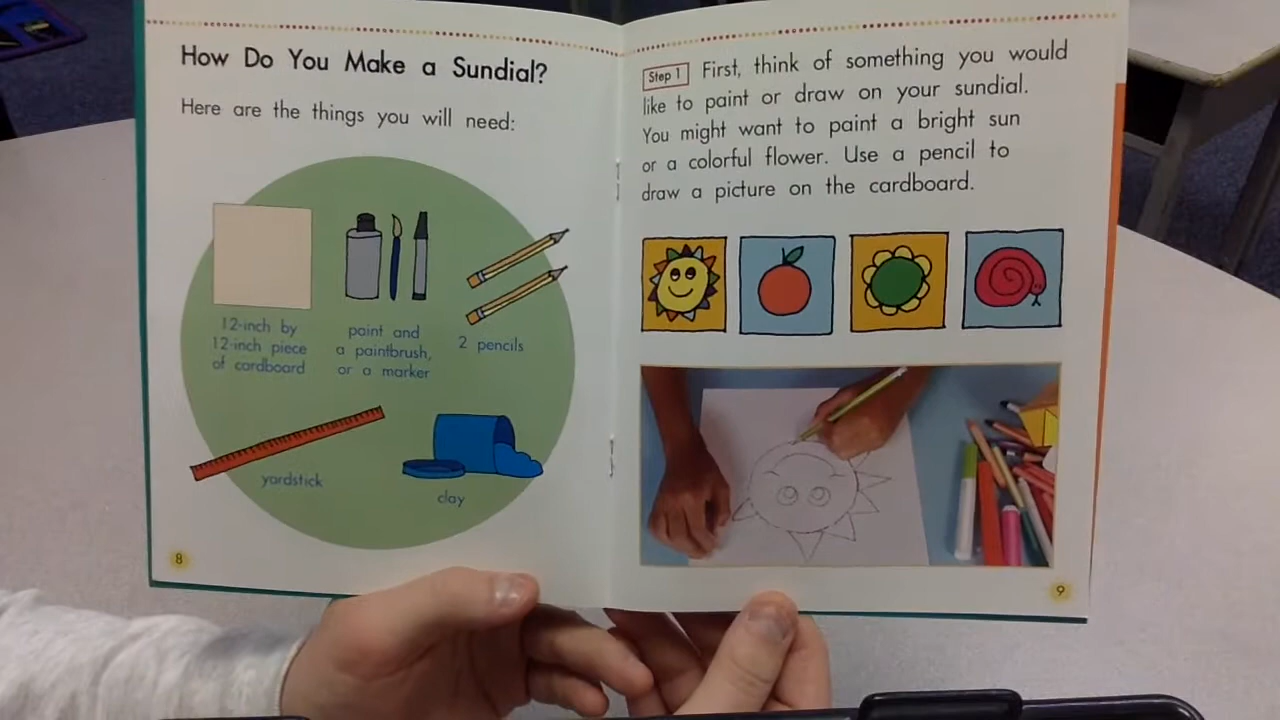 How Do You Make a Sundial?
Here are the things you will need:
12-inch by
12-inch piece
of cardboard
paint and
a paintbrush,
or a marker
2 pencils
yardstick
clay
8
Step 1 First, think of something you would
like to paint or draw on your sundial.
You might want to paint a bright sun
or a colorful flower. Use a pencil to
draw a picture on the cardboard.
9